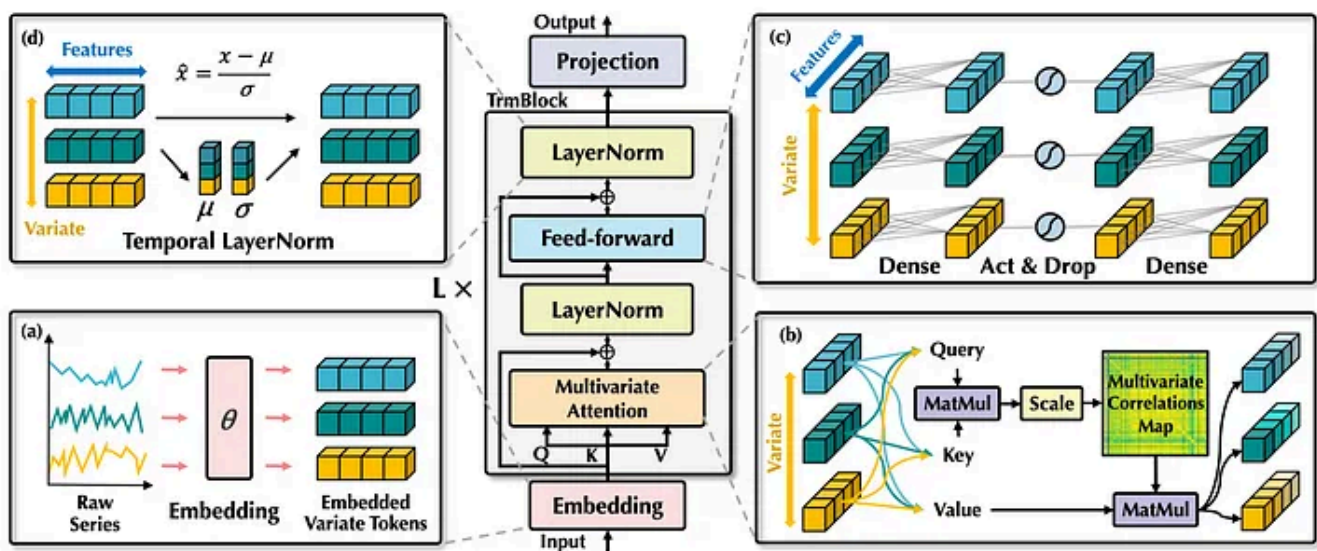 (d)
Features
x̂ = x − μ / σ
μ σ
Variate
Temporal LayerNorm
(a)
θ
Raw
Series
Embedding
Embedded
Variate Tokens
Output
Projection
TrmBlock
LayerNorm
Feed-forward
L ×
LayerNorm
Multivariate
Attention
Q K V
Embedding
Input
(c)
Features
Variate
Dense Act & Drop Dense
(b)
Variate
Query
MatMul Scale
Multivariate
Correlations
Map
Key
Value
MatMul